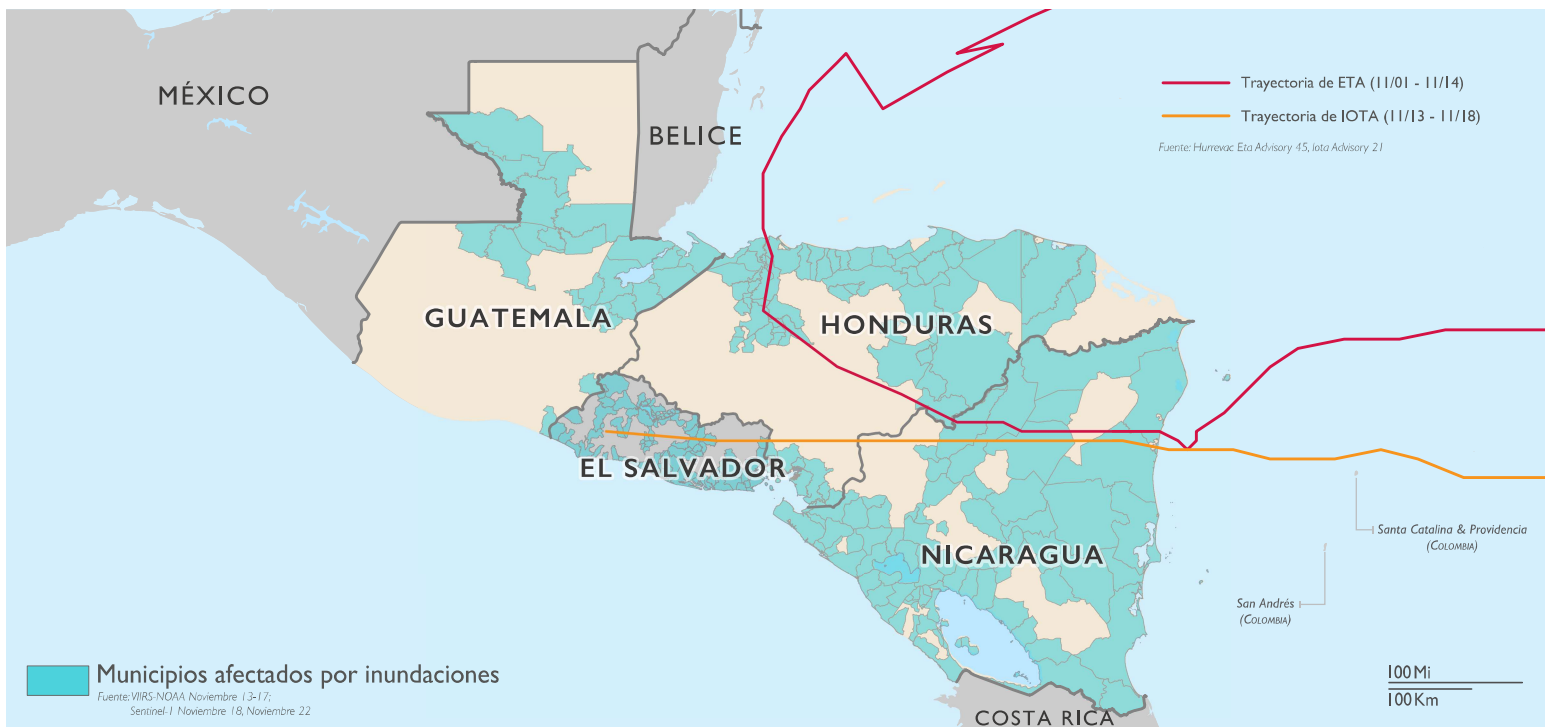 MÉXICO
BELICE
GUATEMALA
HONDURAS
EL SALVADOR
NICARAGUA
COSTA RICA
Trayectoria de ETA (11/01 - 11/14)
Trayectoria de IOTA (11/13 - 11/18)
Fuente: Hurrevac Eta Advisory 45, Iota Advisory 21
Santa Catalina & Providencia
(COLOMBIA)
San Andrés
(COLOMBIA)
Municipios afectados por inundaciones
Fuente: VIIRS-NOAA Noviembre 13-17;
Sentinel-1 Noviembre 18, Noviembre 22
100 Mi
100 Km